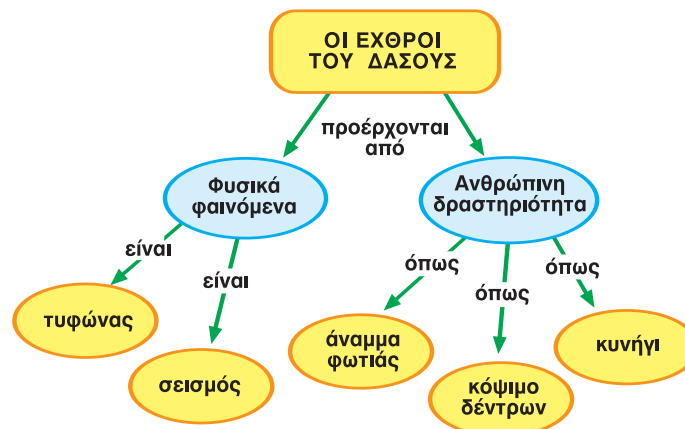 ΟΙ ΕΧΘΡΟΙ
ΤΟΥ ΔΑΣΟΥΣ
προέρχονται
από
Φυσικά
φαινόμενα
Ανθρώπινη
δραστηριότητα
είναι
είναι
όπως
όπως
όπως
τυφώνας
σεισμός
άναμμα
φωτιάς
κόψιμο
δέντρων
κυνήγι